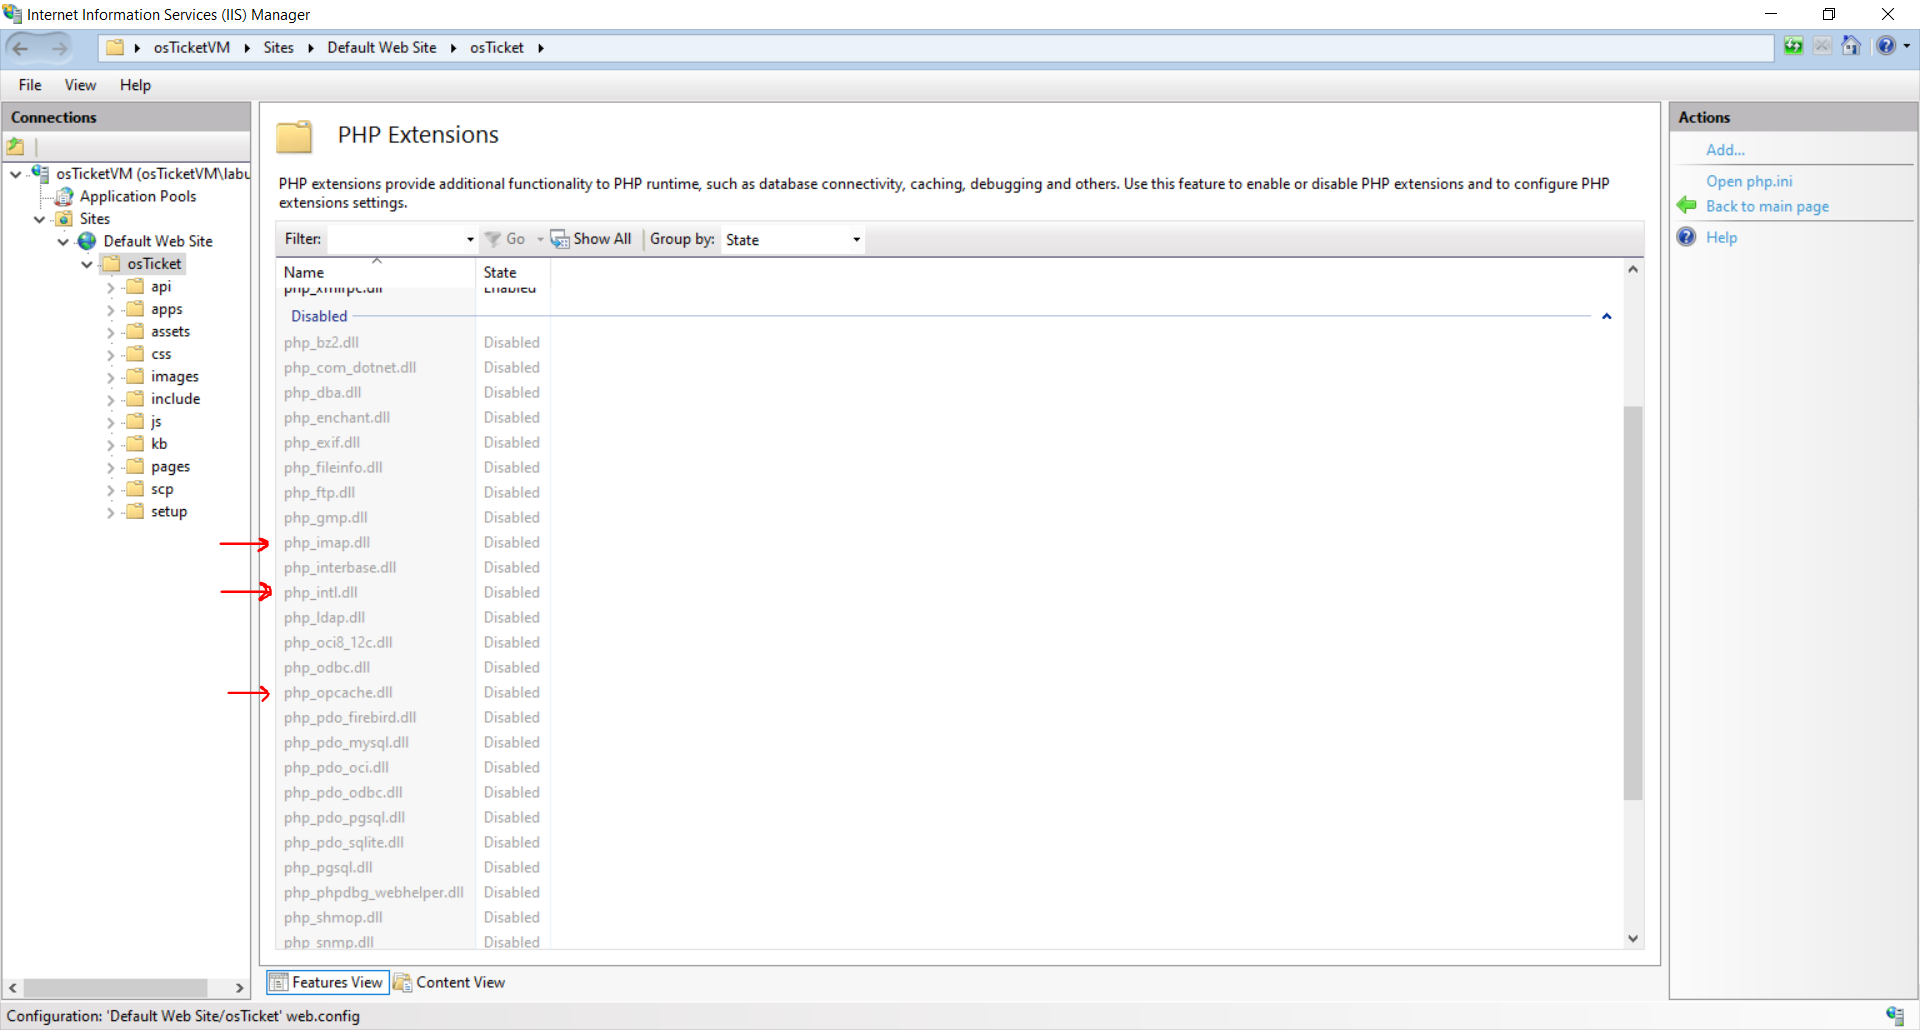 Internet Information Services (IIS) Manager
osTicketVM
Sites
Default Web Site
osTicket
File
View
Help
Connections
osTicketVM (osTicketVM\labu
Application Pools
Sites
Default Web Site
osTicket
api
apps
assets
css
images
include
js
kb
pages
scp
setup
PHP Extensions
PHP extensions provide additional functionality to PHP runtime, such as database connectivity, caching, debugging and others. Use this feature to enable or disable PHP extensions and to configure PHP
extensions settings.
Filter:
Go
Show All
Group by:
State
Name State
php_xmlrpc.dll Enabled
Disabled
php_bz2.dll Disabled
php_com_dotnet.dll Disabled
php_dba.dll Disabled
php_enchant.dll Disabled
php_exif.dll Disabled
php_fileinfo.dll Disabled
php_ftp.dll Disabled
php_gmp.dll Disabled
php_imap.dll Disabled
php_interbase.dll Disabled
php_intl.dll Disabled
php_ldap.dll Disabled
php_oci8_12c.dll Disabled
php_odbc.dll Disabled
php_opcache.dll Disabled
php_pdo_firebird.dll Disabled
php_pdo_mysql.dll Disabled
php_pdo_oci.dll Disabled
php_pdo_odbc.dll Disabled
php_pdo_pgsql.dll Disabled
php_pdo_sqlite.dll Disabled
php_pgsql.dll Disabled
php_phpdbg_webhelper.dll Disabled
php_shmop.dll Disabled
php_snmp.dll Disabled
Features View
Content View
Actions
Add...
Open php.ini
Back to main page
Help
Configuration: 'Default Web Site/osTicket' web.config